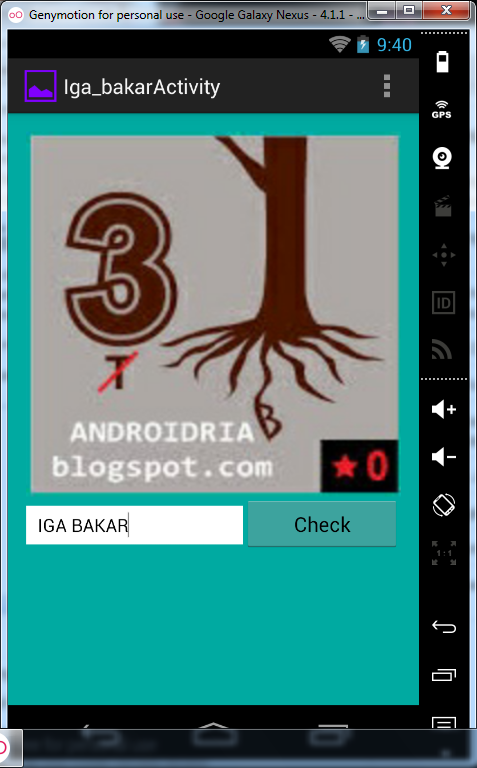 Genymotion for personal use - Google Galaxy Nexus - 4.1.1 - ...
9:40
Iga_bakarActivity
GPS
3
T
B
ANDROIDRIA
blogspot.com
0
ID
IGA BAKAR
Check
1:1